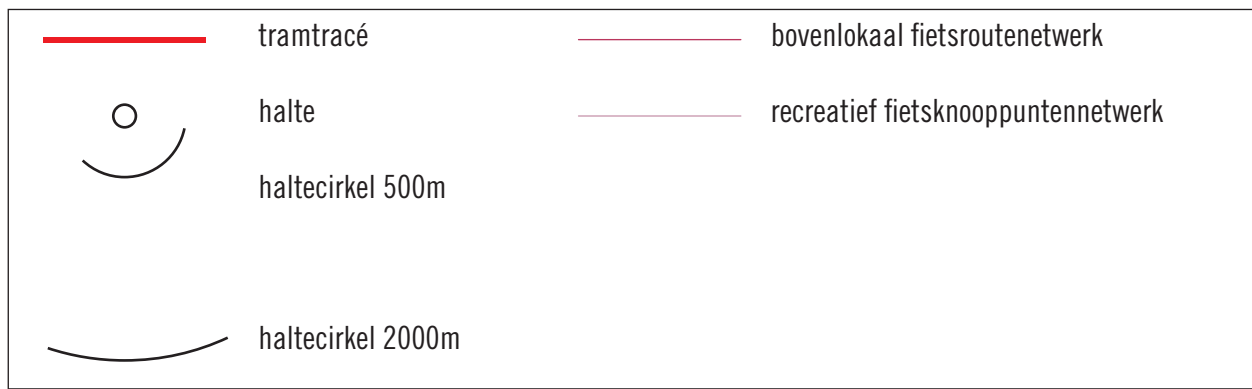 tramtracé
halte
haltecirkel 500m
haltecirkel 2000m
bovenlokaal fietsroutenetwerk
recreatief fietsknooppuntennetwerk